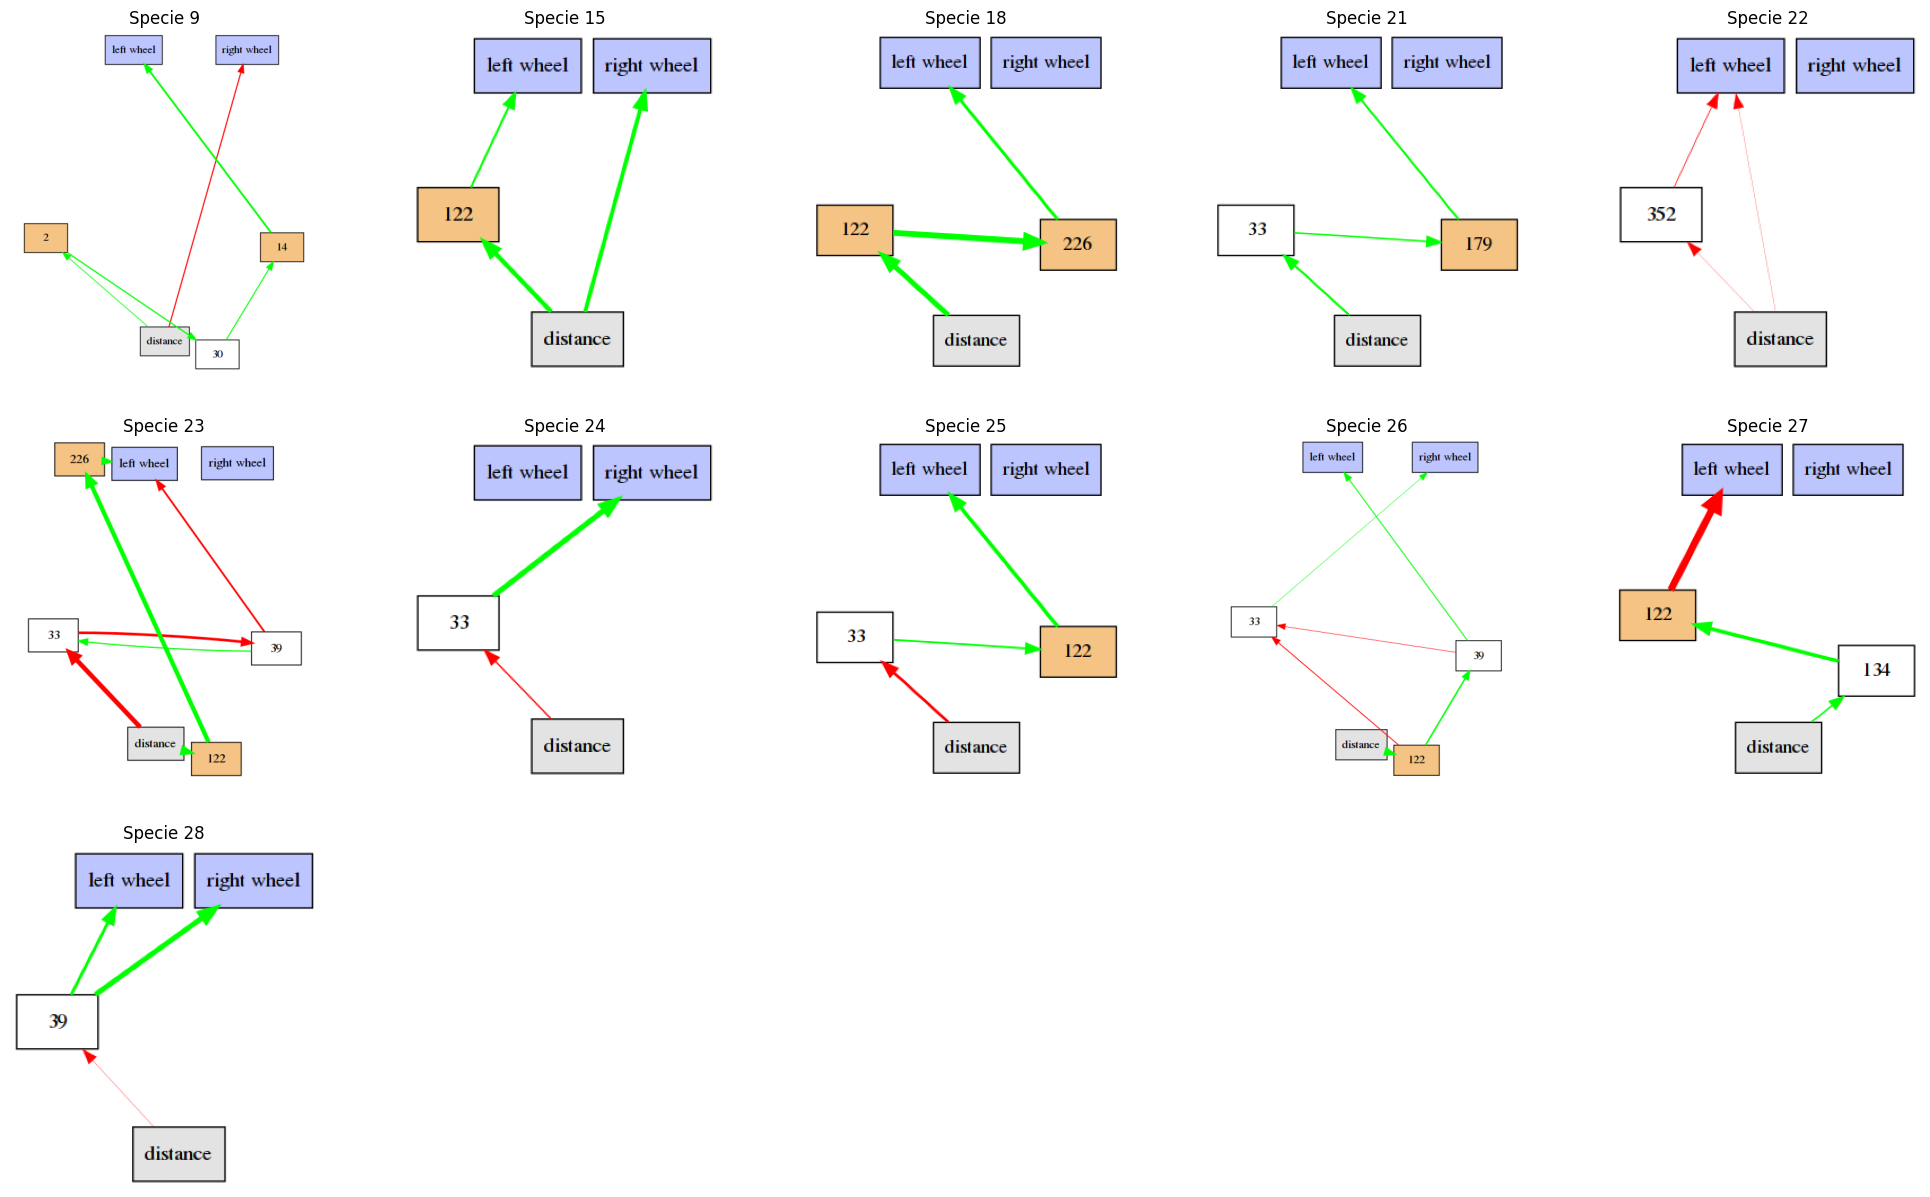 Specie 9
left wheel
right wheel
2
14
distance
30
Specie 15
left wheel
right wheel
122
distance
Specie 18
left wheel
right wheel
122
226
distance
Specie 21
left wheel
right wheel
33
179
distance
Specie 22
left wheel
right wheel
352
distance
Specie 23
226
left wheel
right wheel
33
39
distance
122
Specie 24
left wheel
right wheel
33
distance
Specie 25
left wheel
right wheel
33
122
distance
Specie 26
left wheel
right wheel
33
39
distance
122
Specie 27
left wheel
right wheel
122
134
distance
Specie 28
left wheel
right wheel
39
distance